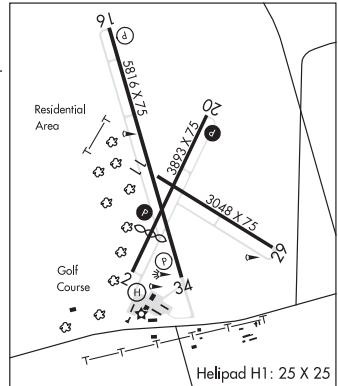 16
P
5816 X 75
Residential
Area
T
T
20
P
3893 X 75
3048 X 75
P
29
P
Golf
Course
2
H
34
T
T
T
T
Helipad H1: 25 X 25